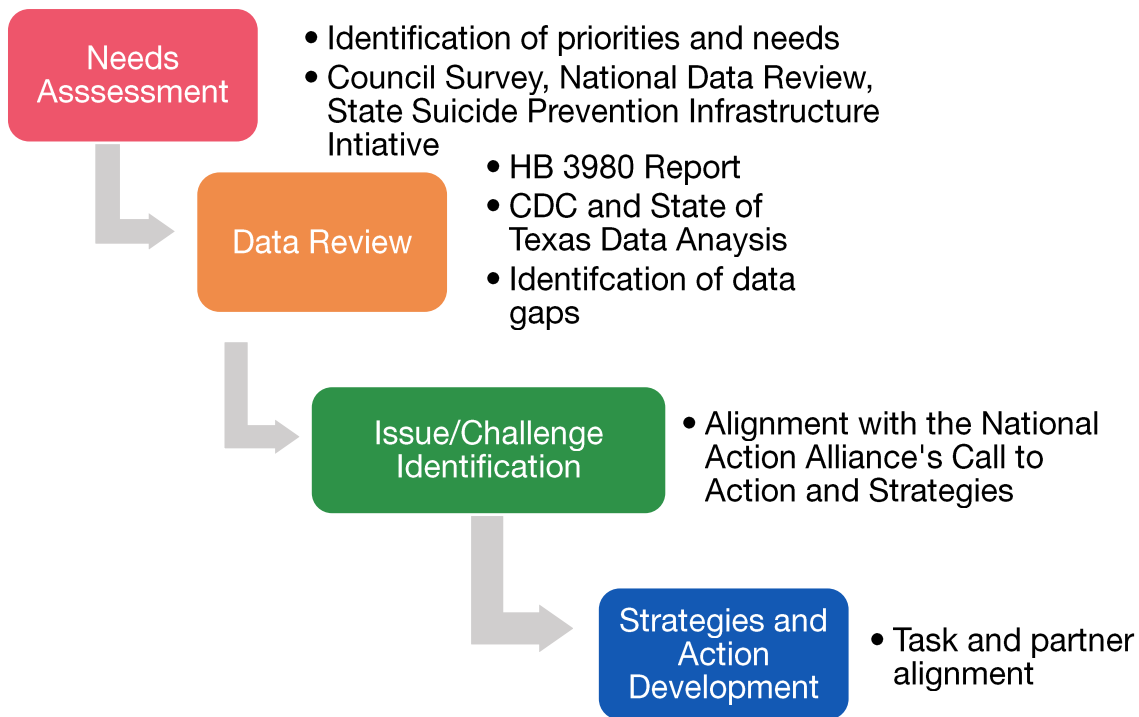 Needs
Asssessment
• Identification of priorities and needs
• Council Survey, National Data Review,
State Suicide Prevention Infrastructure
Intiative
Data Review
• HB 3980 Report
• CDC and State of
Texas Data Anaysis
• Identifcation of data
gaps
Issue/Challenge
Identification
• Alignment with the National
Action Alliance's Call to
Action and Strategies
Strategies and
Action
Development
• Task and partner
alignment